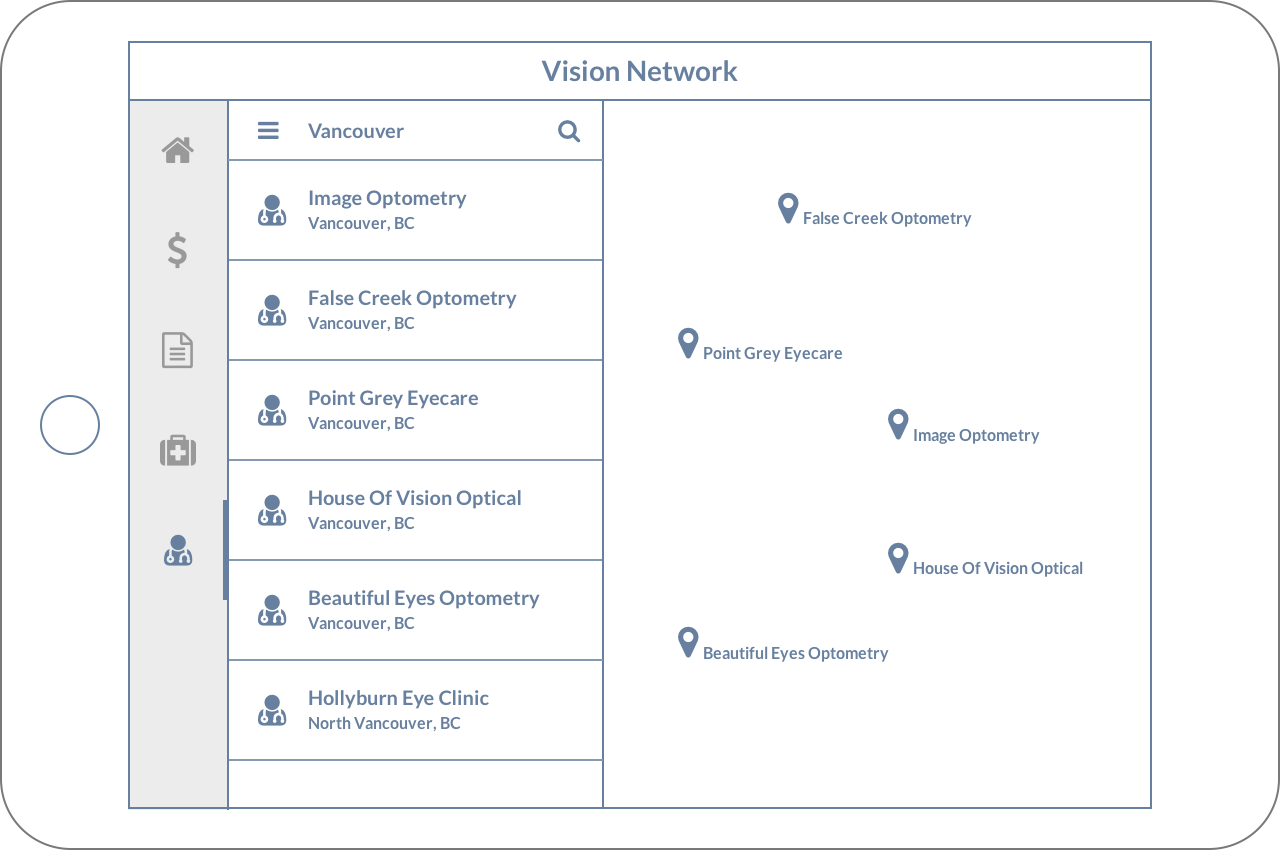 Vision Network
Vancouver
Image Optometry
Vancouver, BC
False Creek Optometry
Vancouver, BC
Point Grey Eyecare
Vancouver, BC
House Of Vision Optical
Vancouver, BC
Beautiful Eyes Optometry
Vancouver, BC
Hollyburn Eye Clinic
North Vancouver, BC
False Creek Optometry
Point Grey Eyecare
Image Optometry
House Of Vision Optical
Beautiful Eyes Optometry